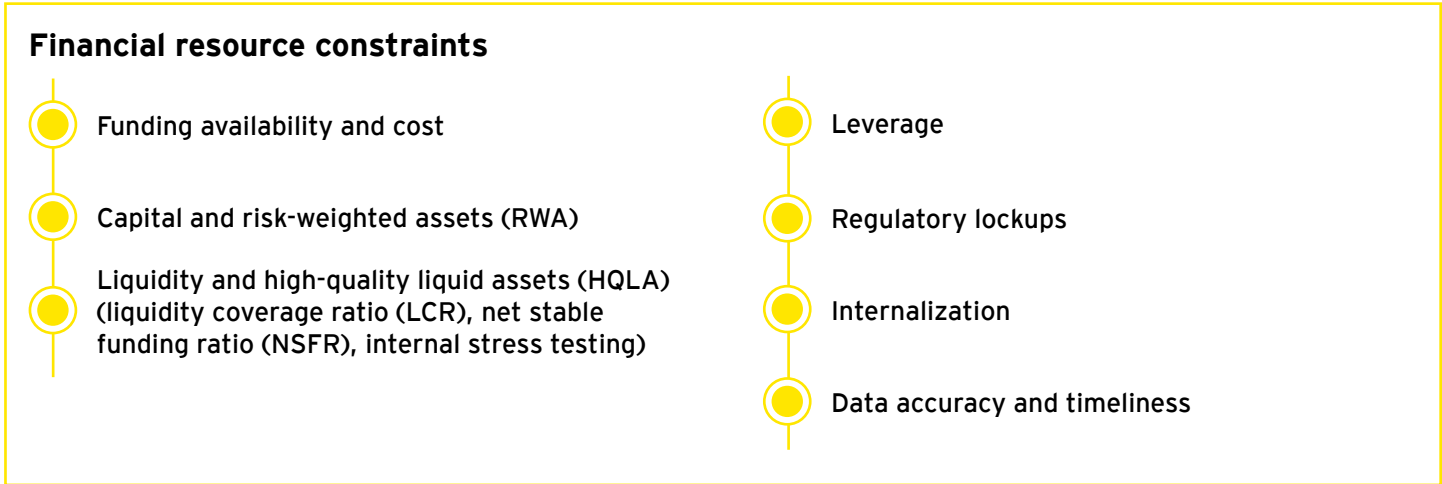 Financial resource constraints
Funding availability and cost
Capital and risk-weighted assets (RWA)
Liquidity and high-quality liquid assets (HQLA)
(liquidity coverage ratio (LCR), net stable
funding ratio (NSFR), internal stress testing)
Leverage
Regulatory lockups
Internalization
Data accuracy and timeliness